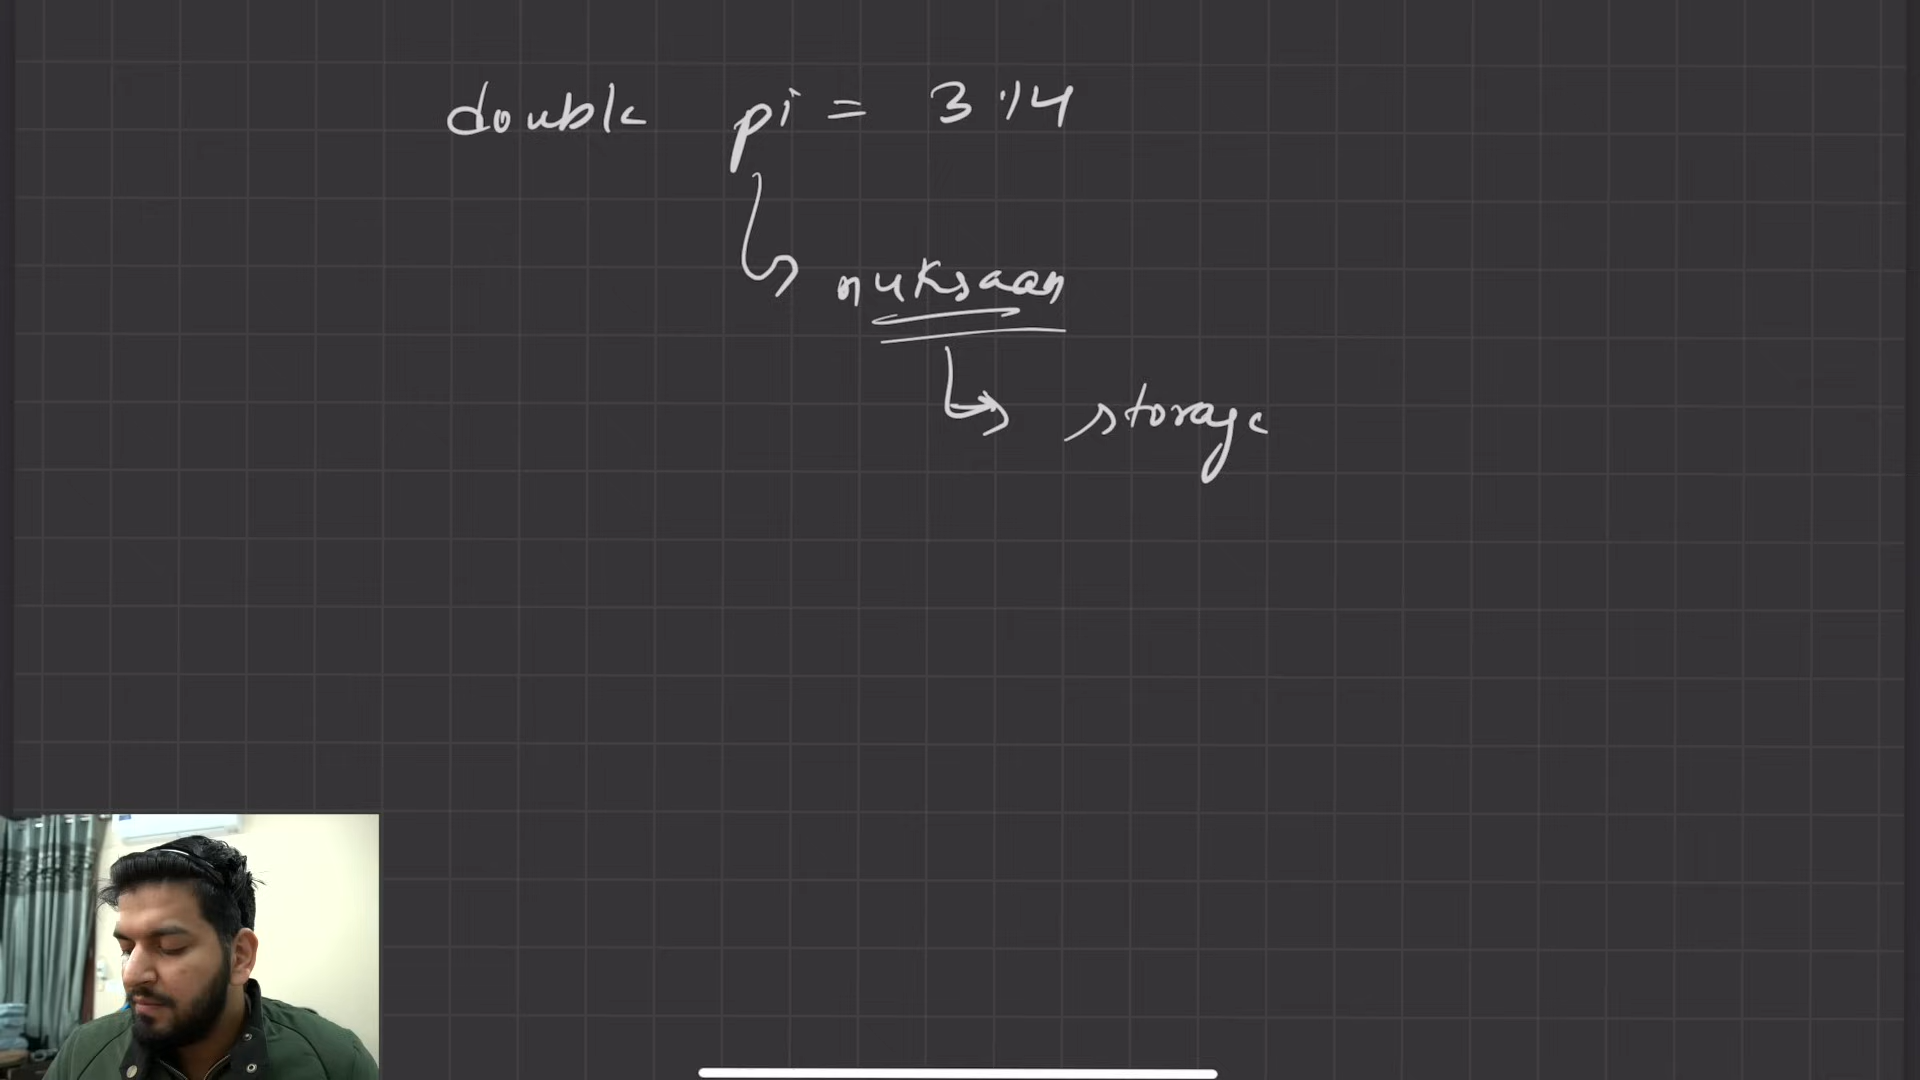 double pi = 3.14
nuksaan
storage